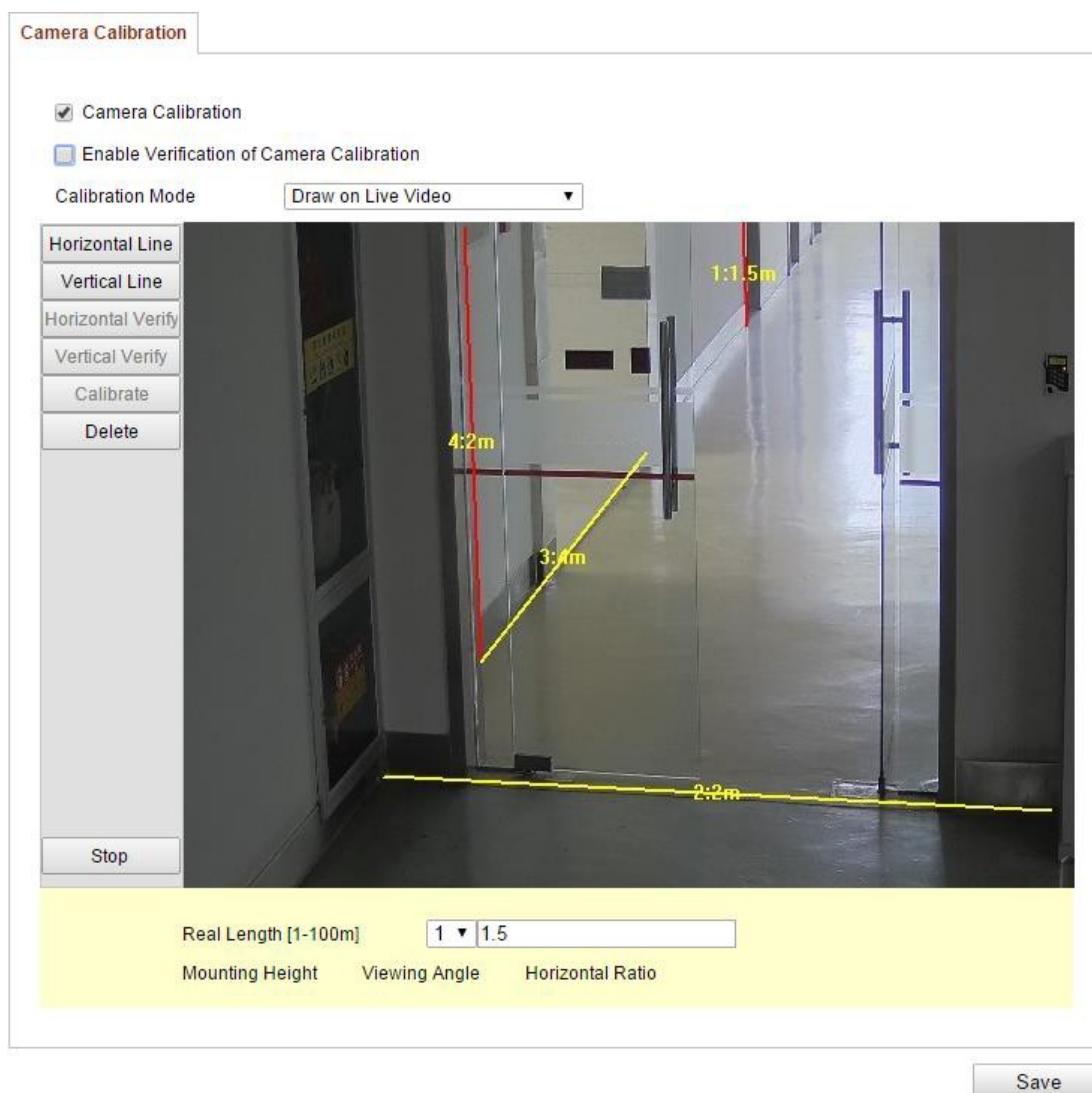 Camera Calibration
Camera Calibration
Enable Verification of Camera Calibration
Calibration Mode Draw on Live Video
Horizontal Line
Vertical Line
Horizontal Verify
Vertical Verify
Calibrate
Delete
1:1.5m
4:2m
3:4m
2:2m
Stop
Real Length [1-100m] 1 1.5
Mounting Height Viewing Angle Horizontal Ratio
Save